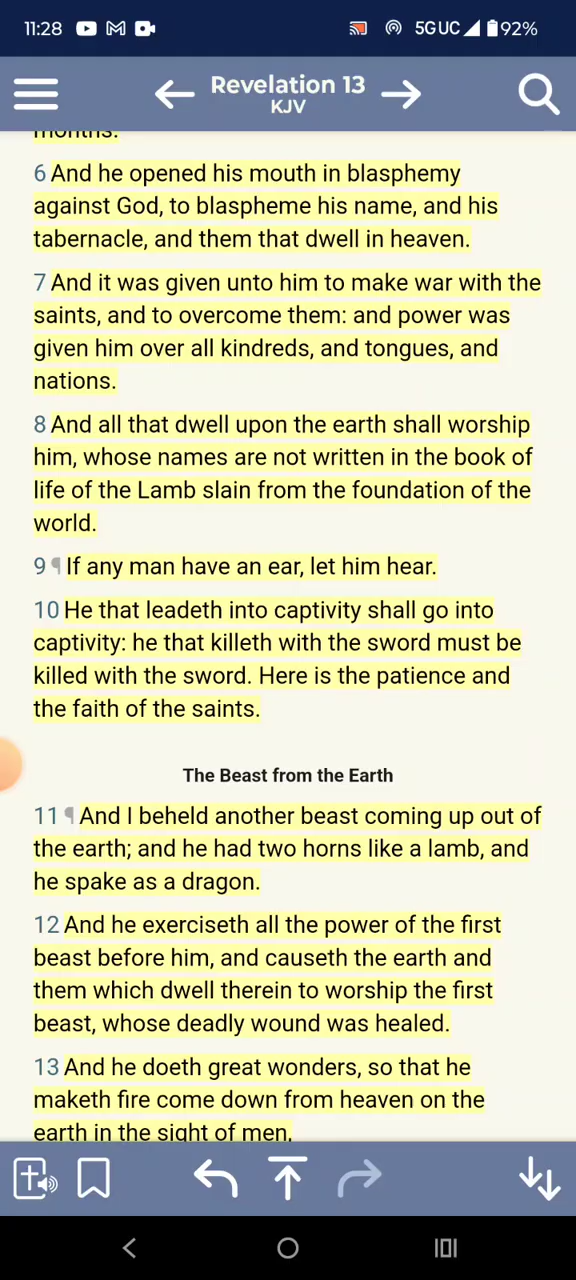 11:28 5G UC 92%
Revelation 13
KJV
months.
6 And he opened his mouth in blasphemy
against God, to blaspheme his name, and his
tabernacle, and them that dwell in heaven.
7 And it was given unto him to make war with the
saints, and to overcome them: and power was
given him over all kindreds, and tongues, and
nations.
8 And all that dwell upon the earth shall worship
him, whose names are not written in the book of
life of the Lamb slain from the foundation of the
world.
9 ¶ If any man have an ear, let him hear.
10 He that leadeth into captivity shall go into
captivity: he that killeth with the sword must be
killed with the sword. Here is the patience and
the faith of the saints.
The Beast from the Earth
11 ¶ And I beheld another beast coming up out of
the earth; and he had two horns like a lamb, and
he spake as a dragon.
12 And he exerciseth all the power of the first
beast before him, and causeth the earth and
them which dwell therein to worship the first
beast, whose deadly wound was healed.
13 And he doeth great wonders, so that he
maketh fire come down from heaven on the
earth in the sight of men,